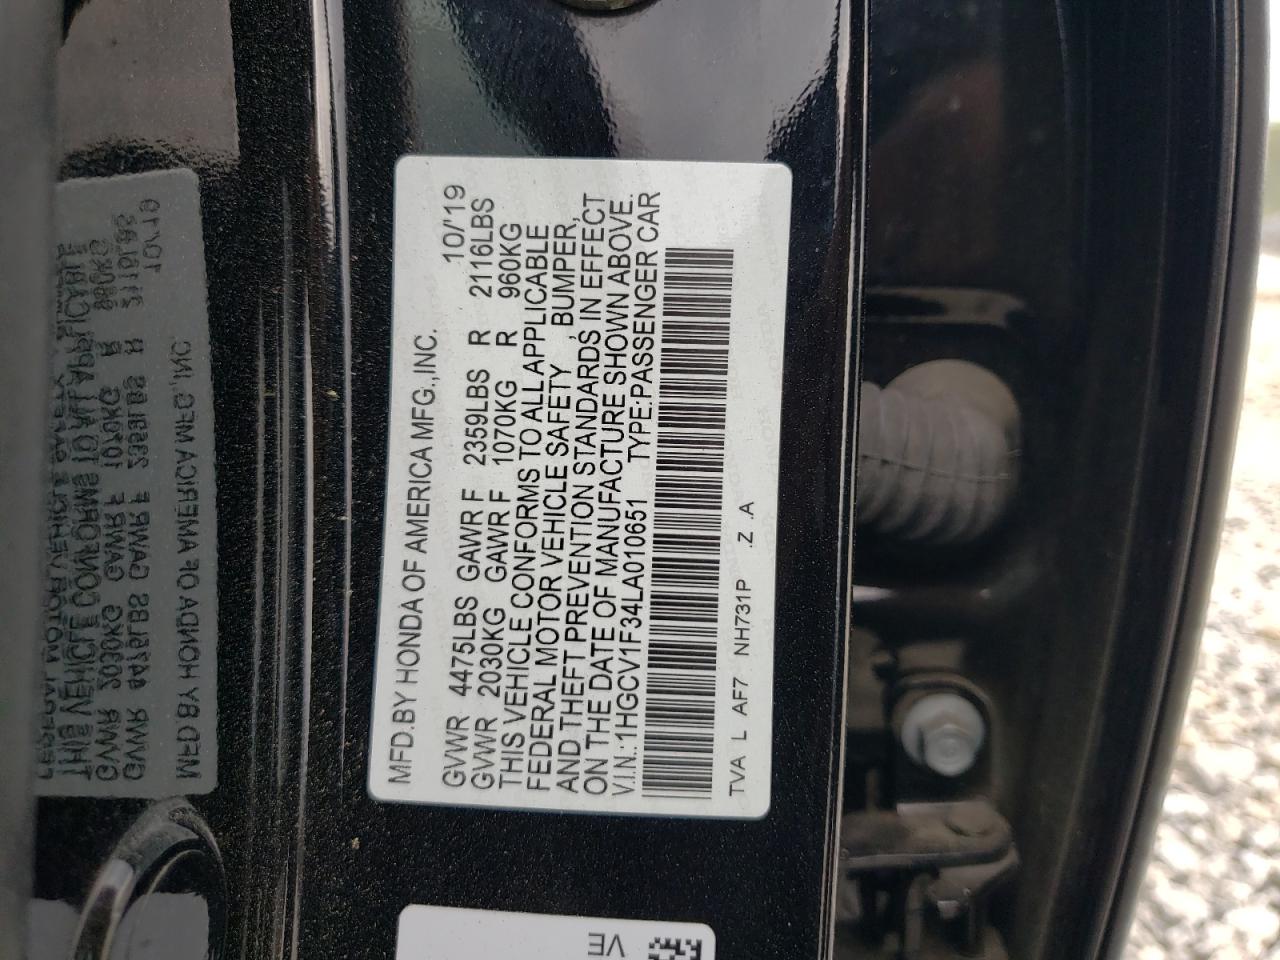 MFD.BY HONDA OF AMERICA MFG.,INC.
10/'19
GVWR 4475LBS GAWR F 2359LBS R 2116LBS
GVWR 2030KG GAWR F 1070KG R 960KG
THIS VEHICLE CONFORMS TO ALL APPLICABLE
FEDERAL MOTOR VEHICLE SAFETY , BUMPER,
AND THEFT PREVENTION STANDARDS IN EFFECT
ON THE DATE OF MANUFACTURE SHOWN ABOVE.
V.I.N.:1HGCV1F34LA010651 TYPE:PASSENGER CAR
TVA L AF7 NH731P .Z .A
VE